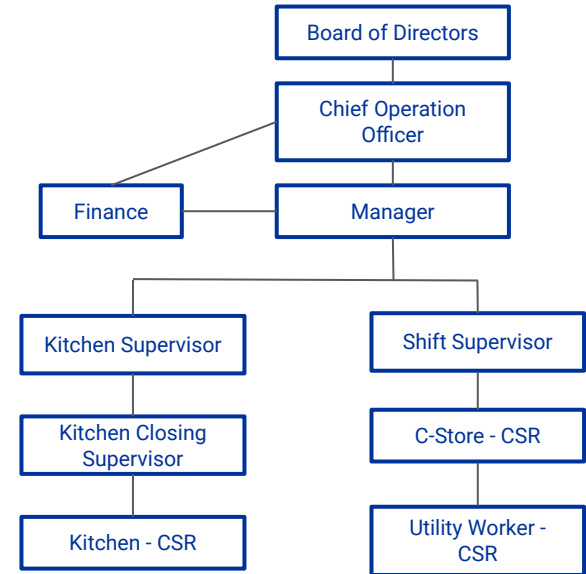 Board of Directors
Chief Operation
Officer
Finance
Manager
Kitchen Supervisor
Shift Supervisor
Kitchen Closing
Supervisor
C-Store - CSR
Kitchen - CSR
Utility Worker -
CSR